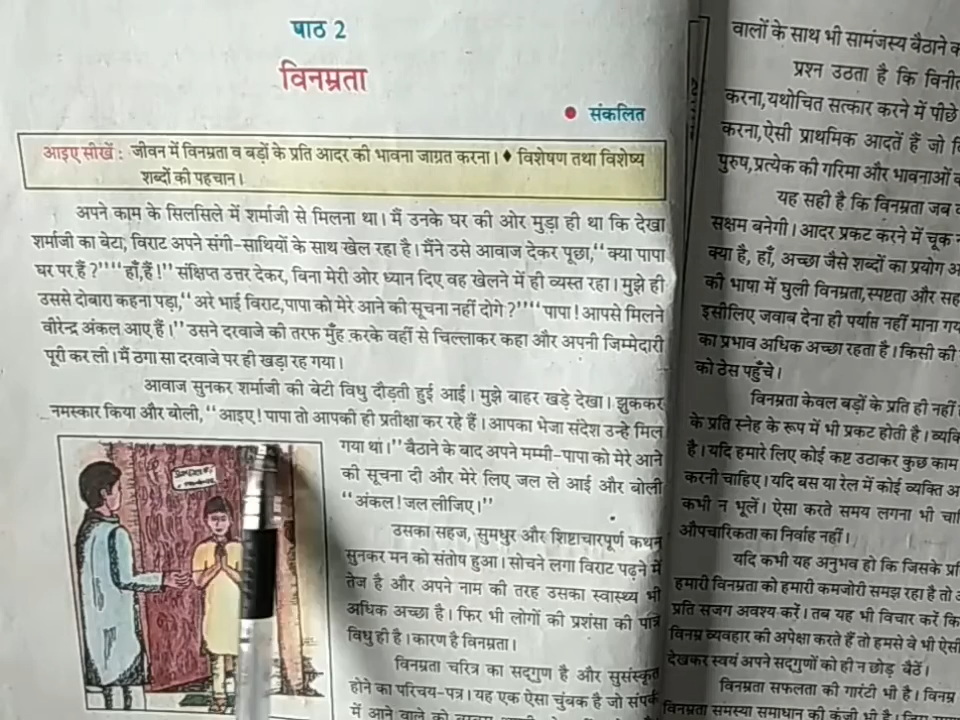 पाठ 2
विनम्रता
● संकलित
आइए सीखें : जीवन में विनम्रता व बड़ों के प्रति आदर की भावना जाग्रत करना। ♦ विशेषण तथा विशेष्य
शब्दों की पहचान।
अपने काम के सिलसिले में शर्माजी से मिलना था। मैं उनके घर की ओर मुड़ा ही था कि देखा
शर्माजी का बेटा, विराट अपने संगी-साथियों के साथ खेल रहा है। मैंने उसे आवाज देकर पूछा,‘‘ क्या पापा
घर पर हैं ?’’‘‘ हाँ, हैं !’’ संक्षिप्त उत्तर देकर, बिना मेरी ओर ध्यान दिए वह खेलने में ही व्यस्त रहा। मुझे ही
उससे दोबारा कहना पड़ा,‘‘ अरे भाई विराट,पापा को मेरे आने की सूचना नहीं दोगे ?’’‘‘ पापा ! आपसे मिलने
वीरेन्द्र अंकल आए हैं।’’ उसने दरवाजे की तरफ मुँह करके वहीं से चिल्लाकर कहा और अपनी जिम्मेदारी
पूरी कर ली। मैं ठगा सा दरवाजे पर ही खड़ा रह गया।
आवाज सुनकर शर्माजी की बेटी विधु दौड़ती हुई आई। मुझे बाहर खड़े देखा। झुककर
नमस्कार किया और बोली, ‘‘ आइए ! पापा तो आपकी ही प्रतीक्षा कर रहे हैं। आपका भेजा संदेश उन्हे मिल
गया था।’’ बैठाने के बाद अपने मम्मी-पापा को मेरे आने
की सूचना दी और मेरे लिए जल ले आई और बोली
‘‘ अंकल ! जल लीजिए।’’
उसका सहज, सुमधुर और शिष्टाचारपूर्ण कथन
सुनकर मन को संतोष हुआ। सोचने लगा विराट पढ़ने में
तेज है और अपने नाम की तरह उसका स्वास्थ्य भी
अधिक अच्छा है। फिर भी लोगों की प्रशंसा की पात्र
विधु ही है। कारण है विनम्रता।
विनम्रता चरित्र का सद्गुण है और सुसंस्कृत
होने का परिचय-पत्र। यह एक ऐसा चुंबक है जो संपर्क
में आने वाले को
वालों के साथ भी सामंजस्य बैठाने
प्रश्न उठता है कि
करना, यथोचित सत्कार करने में पीछे
करना, ऐसी प्राथमिक आदतें हैं जो
पुरुष, प्रत्येक की गरिमा और भावनाओं
यह सही है कि विनम्रता जब
सक्षम बनेगी। आदर प्रकट करने में चूक
क्या है, हाँ, अच्छा जैसे शब्दों का प्रयोग
की भाषा में घुली विनम्रता, स्पष्टता और
इसीलिए जवाब देना ही पर्याप्त नहीं माना
का प्रभाव अधिक अच्छा रहता है। किसी की
को ठेस पहुँचे।
विनम्रता केवल बड़ों के प्रति ही नहीं
के प्रति स्नेह के रूप में भी प्रकट होती है।
है। यदि हमारे लिए कोई कष्ट उठाकर कुछ काम
करनी चाहिए। यदि बस या रेल में कोई व्यक्ति
कभी न भूलें। ऐसा करते समय लगना भी
औपचारिकता का निर्वाह नहीं।
यदि कभी यह अनुभव हो कि जिसके
हमारी विनम्रता को हमारी कमजोरी समझ रहा है तो
प्रति सजग अवश्य करें। तब यह भी विचार करें कि
विनम्र व्यवहार की अपेक्षा करते हैं तो हमसे वे भी
देखकर स्वयं अपने सद्गुणों को ही न छोड़ बैठें।
विनम्रता सफलता की गारंटी भी है।
विनम्रता समस्या समाधान की कुंजी भी है।